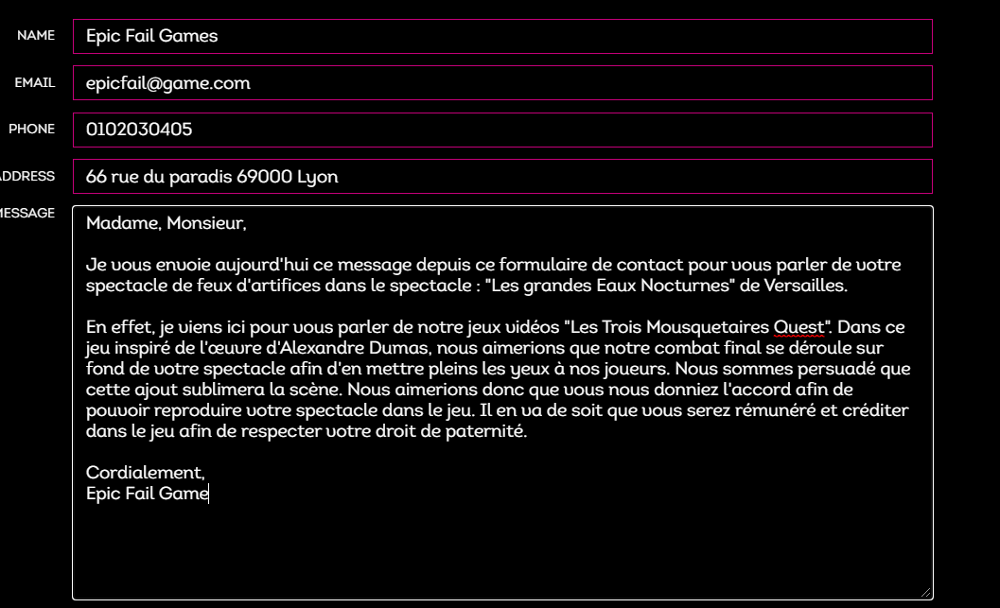 NAME Epic Fail Games
EMAIL epicfail@game.com
PHONE 0102030405
ADDRESS 66 rue du paradis 69000 Lyon
MESSAGE Madame, Monsieur,
Je vous envoie aujourd'hui ce message depuis ce formulaire de contact pour vous parler de votre
spectacle de feux d'artifices dans le spectacle : "Les grandes Eaux Nocturnes" de Versailles.
En effet, je viens ici pour vous parler de notre jeux vidéos "Les Trois Mousquetaires Quest". Dans ce
jeu inspiré de l'œuvre d'Alexandre Dumas, nous aimerions que notre combat final se déroule sur
fond de votre spectacle afin d'en mettre pleins les yeux à nos joueurs. Nous sommes persuadé que
cette ajout sublimera la scène. Nous aimerions donc que vous nous donniez l'accord afin de
pouvoir reproduire votre spectacle dans le jeu. Il en va de soit que vous serez rémunéré et créditer
dans le jeu afin de respecter votre droit de paternité.
Cordialement,
Epic Fail Game